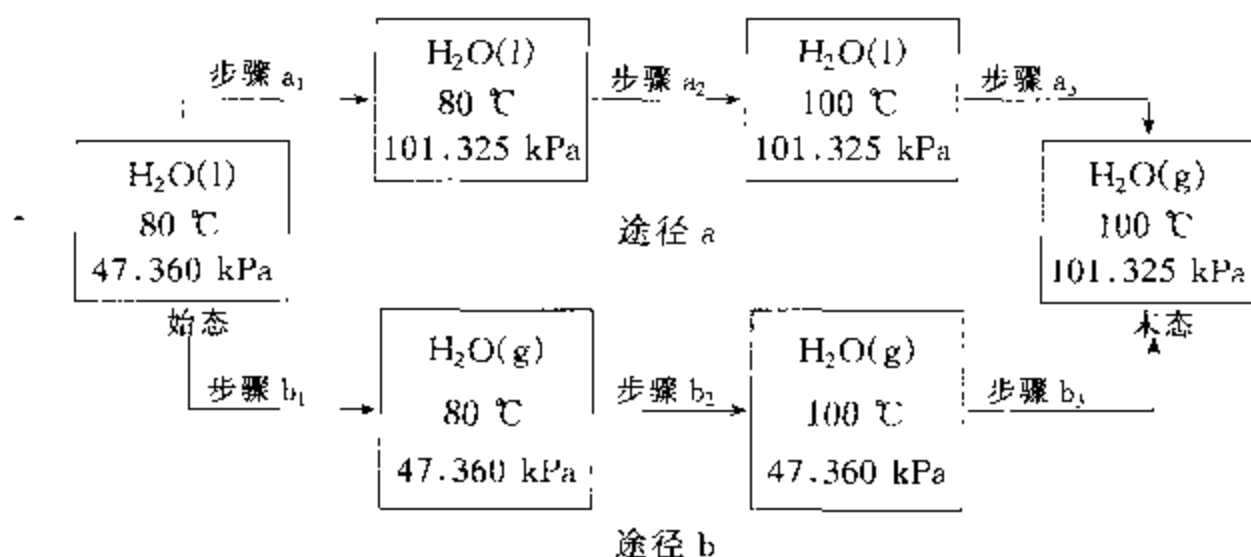 步骤 a₁
H₂O(l)
80 ℃
101.325 kPa
步骤 a₂
H₂O(l)
100 ℃
101.325 kPa
步骤 a₃
H₂O(l)
80 ℃
47.360 kPa
始态
途径 a
H₂O(g)
100 ℃
101.325 kPa
末态
步骤 b₁
H₂O(g)
80 ℃
47.360 kPa
步骤 b₂
H₂O(g)
100 ℃
47.360 kPa
步骤 b₃
途径 b